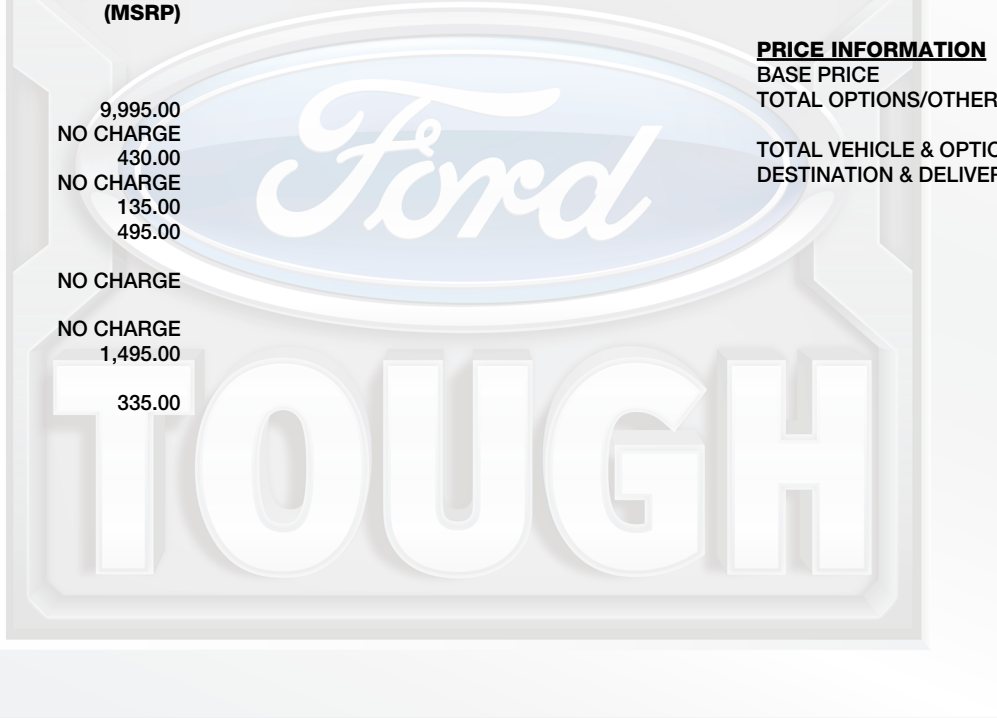 (MSRP)
9,995.00
NO CHARGE
430.00
NO CHARGE
135.00
495.00
NO CHARGE
NO CHARGE
1,495.00
335.00
PRICE INFORMATION
BASE PRICE
TOTAL OPTIONS/OTHER
TOTAL VEHICLE & OPTIO
DESTINATION & DELIVER
Ford
TOUGH